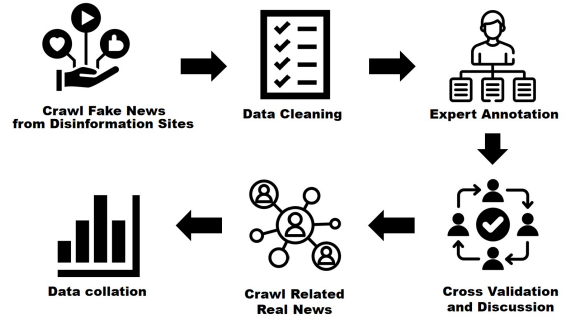 Crawl Fake News
from Disinformation Sites
Data Cleaning
Expert Annotation
Data collation
Crawl Related
Real News
Cross Validation
and Discussion